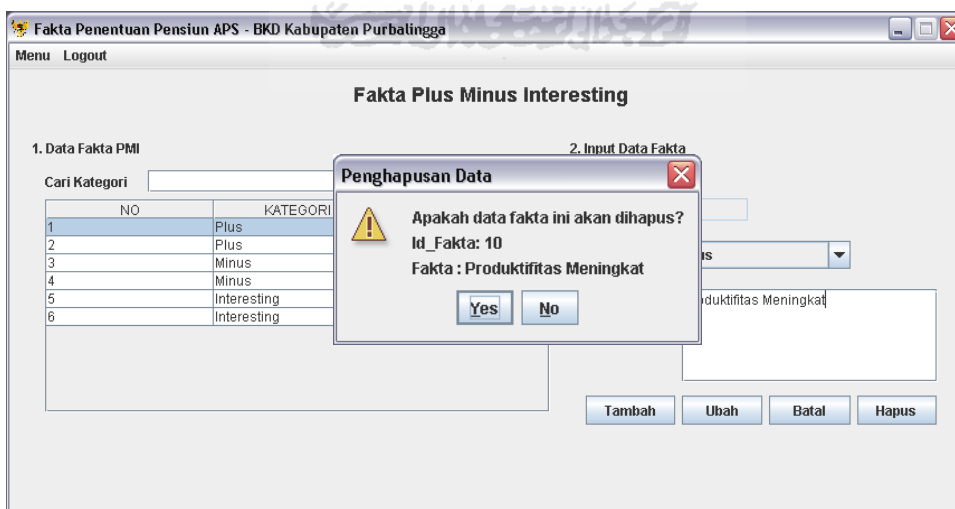 Fakta Penentuan Pensiun APS - BKD Kabupaten Purbalingga
Menu Logout
Fakta Plus Minus Interesting
1. Data Fakta PMI
2. Input Data Fakta
Cari Kategori
NO KATEGORI
1 Plus
2 Plus
3 Minus
4 Minus
5 Interesting
6 Interesting
Penghapusan Data
Apakah data fakta ini akan dihapus?
Id_Fakta: 10
Fakta : Produktifitas Meningkat
Yes No
Meningkat
Tambah Ubah Batal Hapus